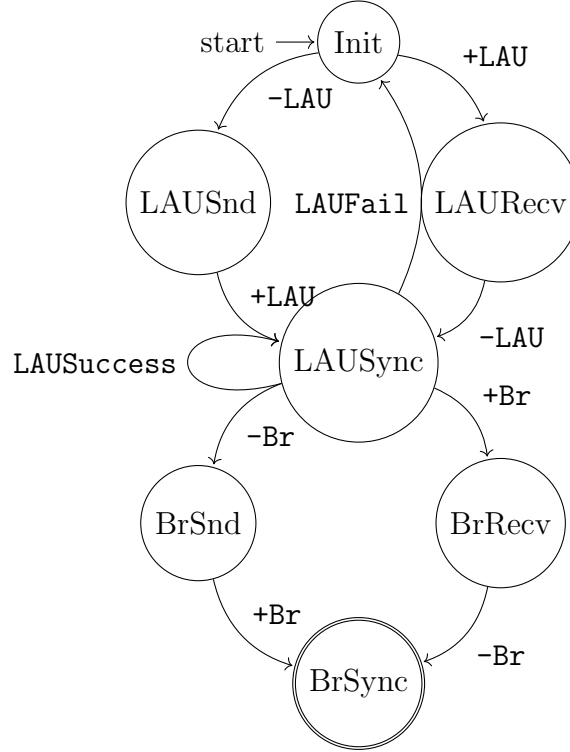 start
Init
-LAU
+LAU
LAUSnd
LAUFail
LAURecv
+LAU
-LAU
LAUSuccess
LAUSync
-Br
+Br
BrSnd
BrRecv
+Br
-Br
BrSync